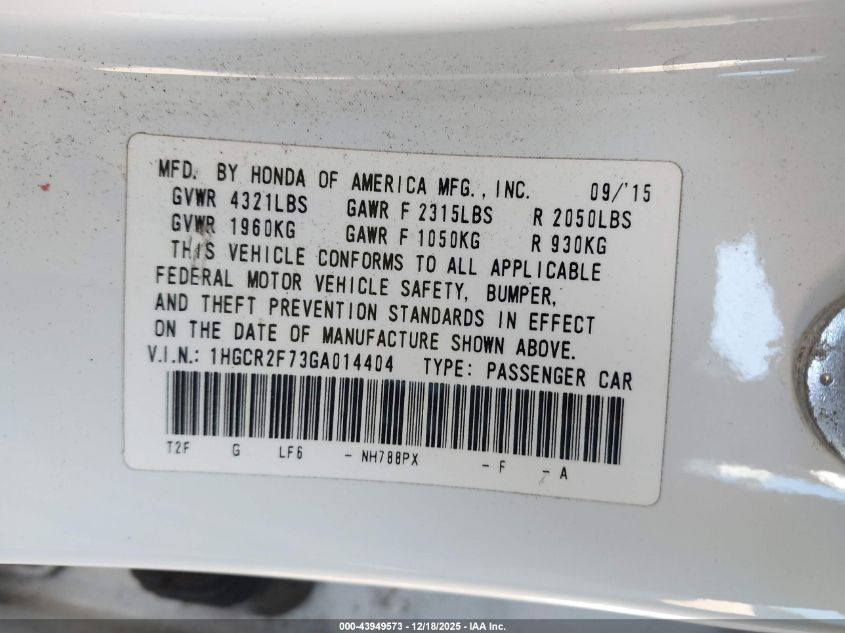 MFD. BY HONDA OF AMERICA MFG., INC. 09/'15
GVWR 4321LBS GAWR F 2315LBS R 2050LBS
GVWR 1960KG GAWR F 1050KG R 930KG
THIS VEHICLE CONFORMS TO ALL APPLICABLE
FEDERAL MOTOR VEHICLE SAFETY, BUMPER,
AND THEFT PREVENTION STANDARDS IN EFFECT
ON THE DATE OF MANUFACTURE SHOWN ABOVE.
V.I.N.: 1HGCR2F73GA014404 TYPE: PASSENGER CAR
T2F G LF6 - NH788PX - F - A
000-43949573 - 12/18/2025 - IAA Inc.